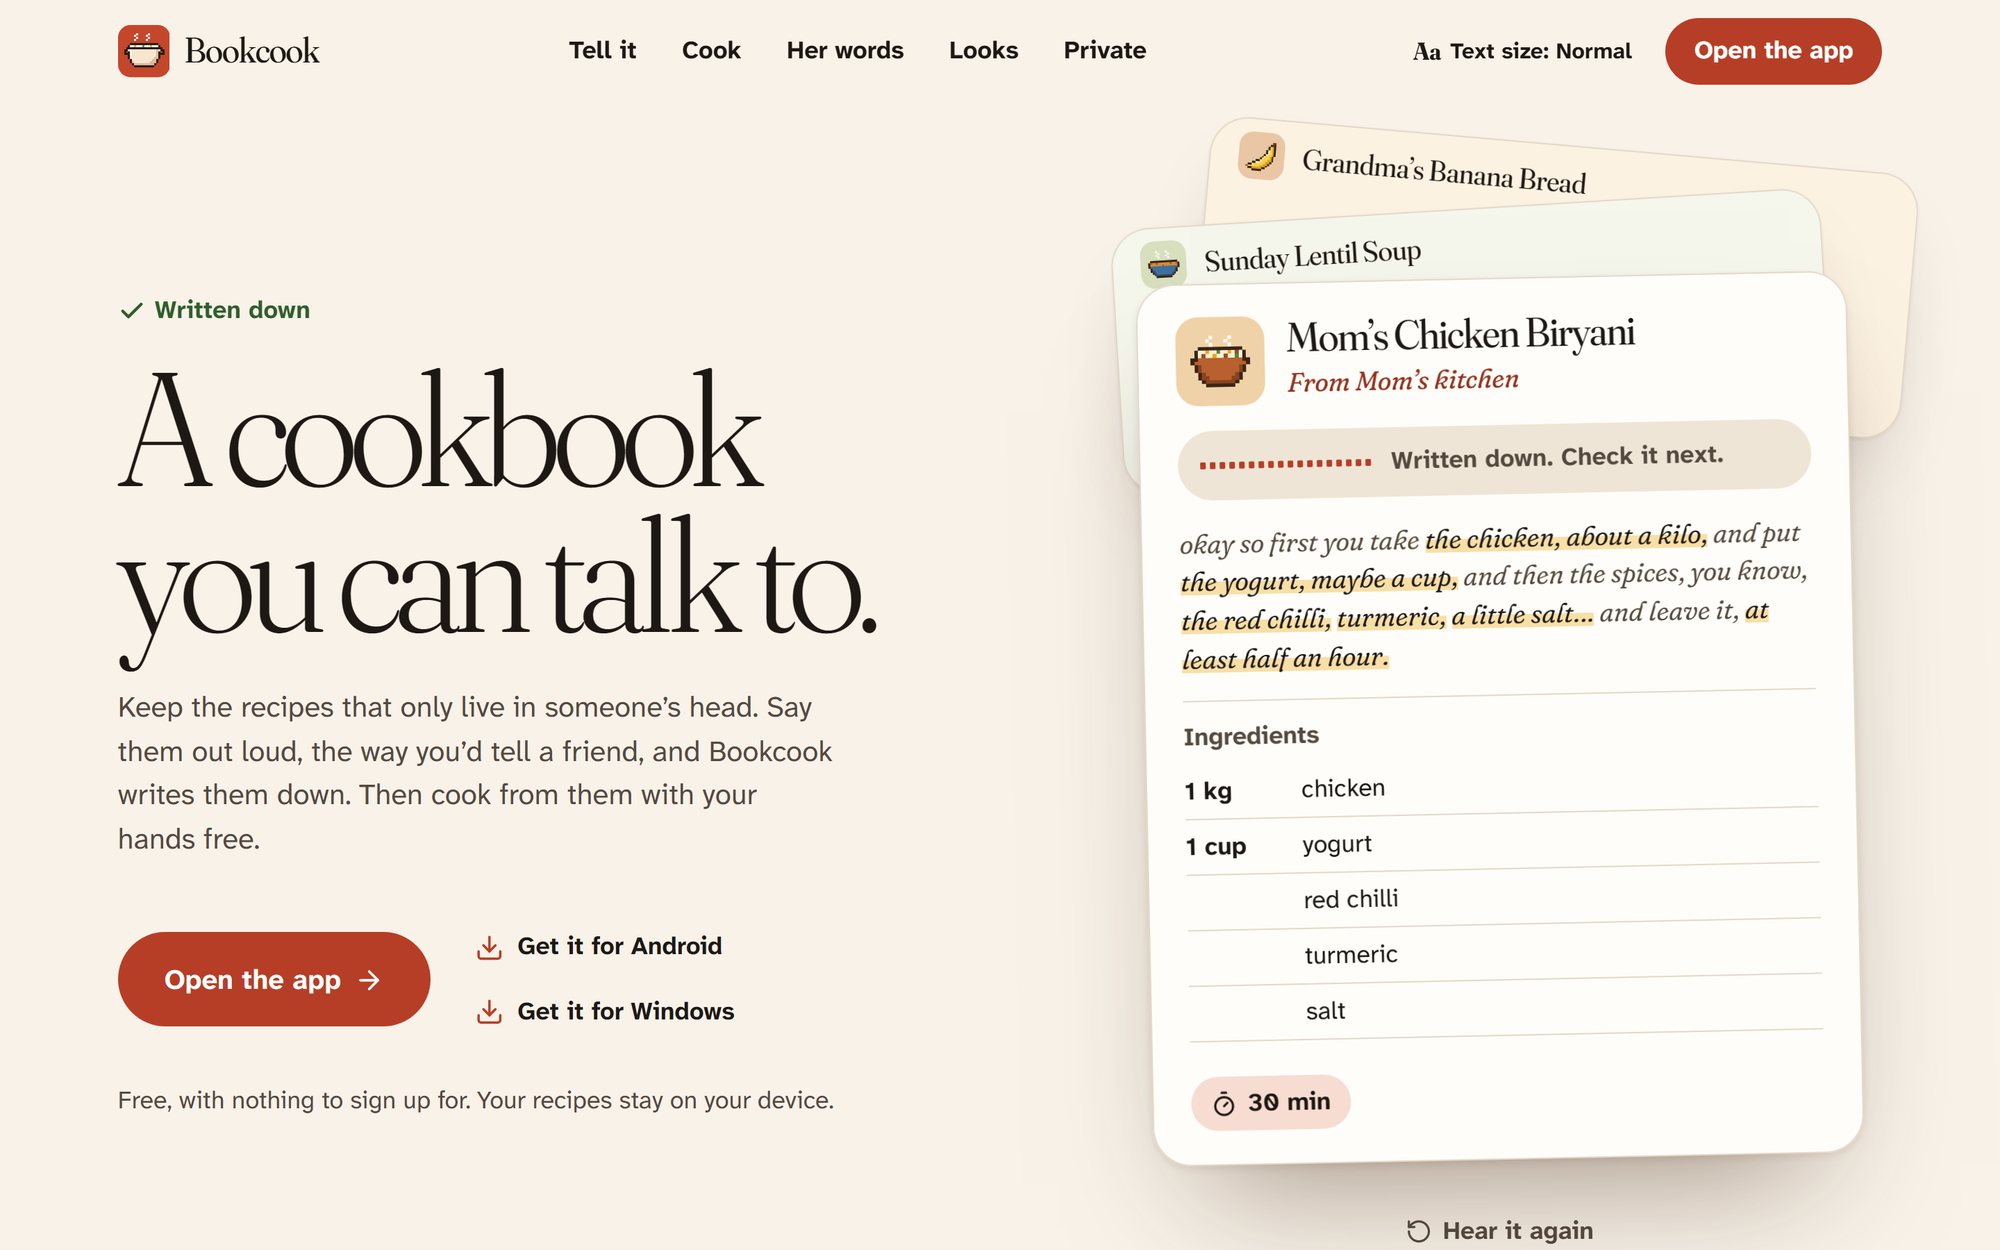 Bookcook
Tell it
Cook
Her words
Looks
Private
Aa Text size: Normal
Open the app
Written down
A cookbook
you can talk to.
Keep the recipes that only live in someone’s head. Say
them out loud, the way you’d tell a friend, and Bookcook
writes them down. Then cook from them with your
hands free.
Open the app
Get it for Android
Get it for Windows
Free, with nothing to sign up for. Your recipes stay on your device.
Grandma’s Banana Bread
Sunday Lentil Soup
Mom’s Chicken Biryani
From Mom’s kitchen
Written down. Check it next.
okay so first you take the chicken, about a kilo, and put
the yogurt, maybe a cup, and then the spices, you know,
the red chilli, turmeric, a little salt… and leave it, at
least half an hour.
Ingredients
1 kg chicken
1 cup yogurt
red chilli
turmeric
salt
30 min
Hear it again